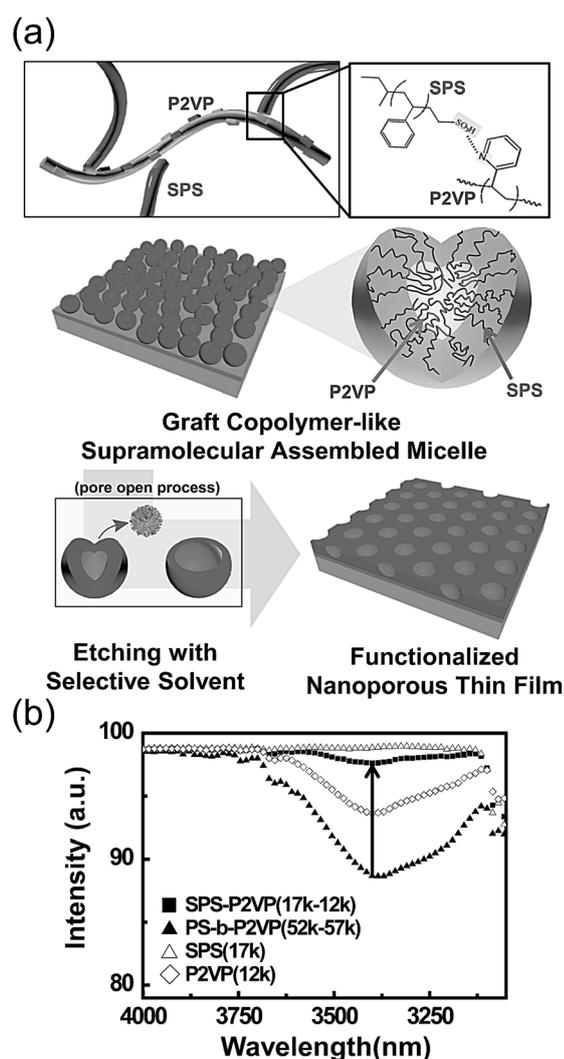 (a)
P2VP
SPS
SPS
SO₃H
N
P2VP
P2VP
SPS
Graft Copolymer-like
Supramolecular Assembled Micelle
(pore open process)
Etching with
Selective Solvent
Functionalized
Nanoporous Thin Film
(b)
Intensity (a.u.)
100
90
80
SPS-P2VP(17k-12k)
PS-b-P2VP(52k-57k)
SPS(17k)
P2VP(12k)
4000 3750 3500 3250
Wavelength(nm)